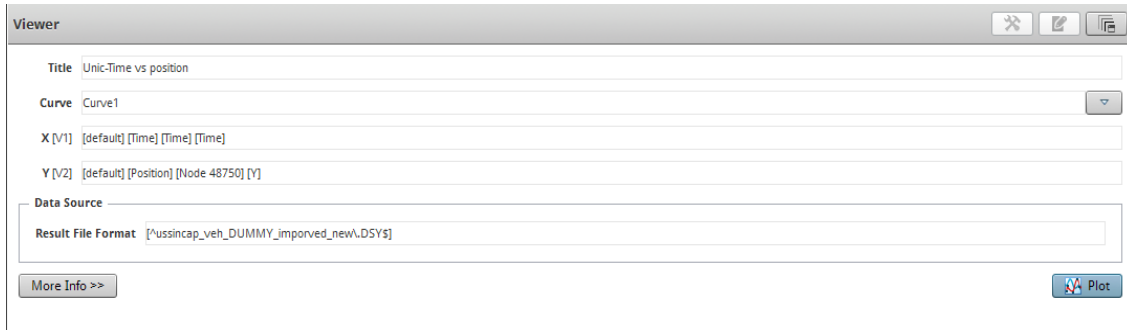 Viewer
Title Unic-Time vs position
Curve Curve1
X [V1] [default] [Time] [Time] [Time]
Y [V2] [default] [Position] [Node 48750] [Y]
Data Source
Result File Format [^ussincap_veh_DUMMY_imporved_new\.DSY$]
More Info >> Plot